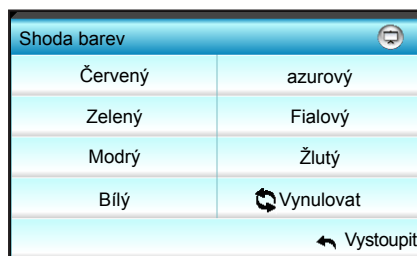 Shoda barev
Červený azurový
Zelený Fialový
Modrý Žlutý
Bílý Vynulovat
Vystoupit